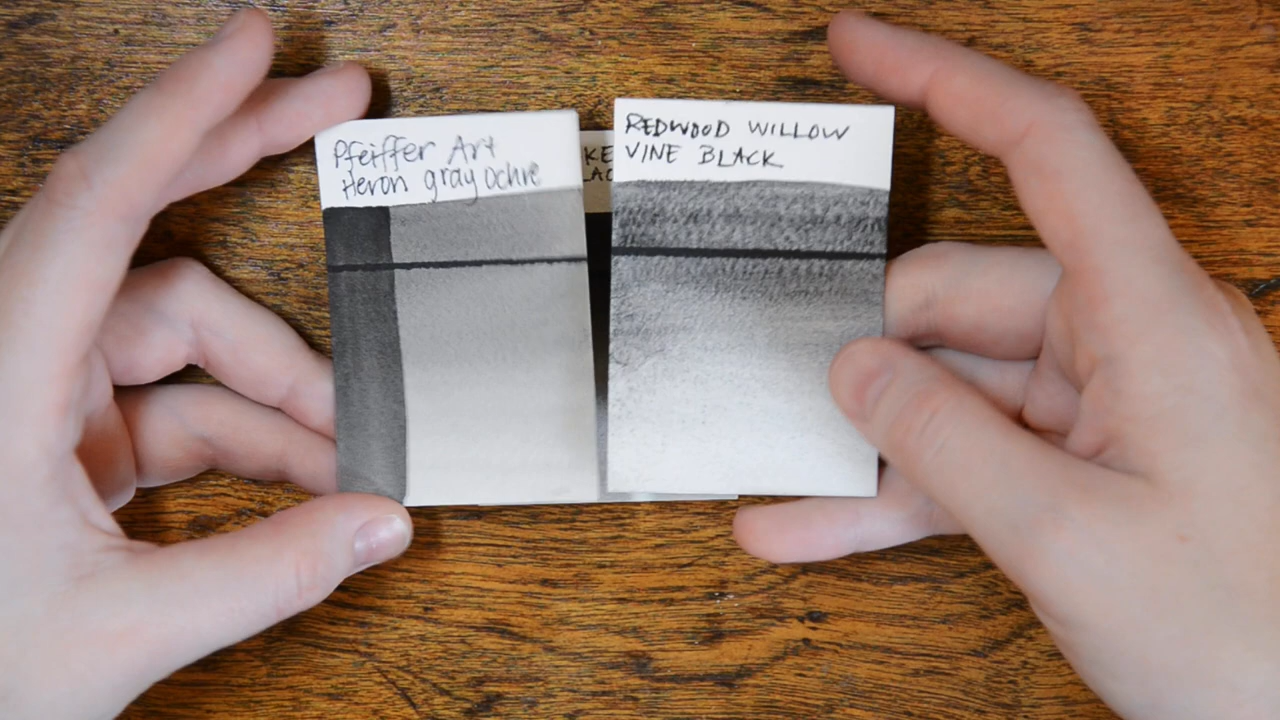 Pfeiffer Art
Heron gray ochre
REDWOOD WILLOW
VINE BLACK